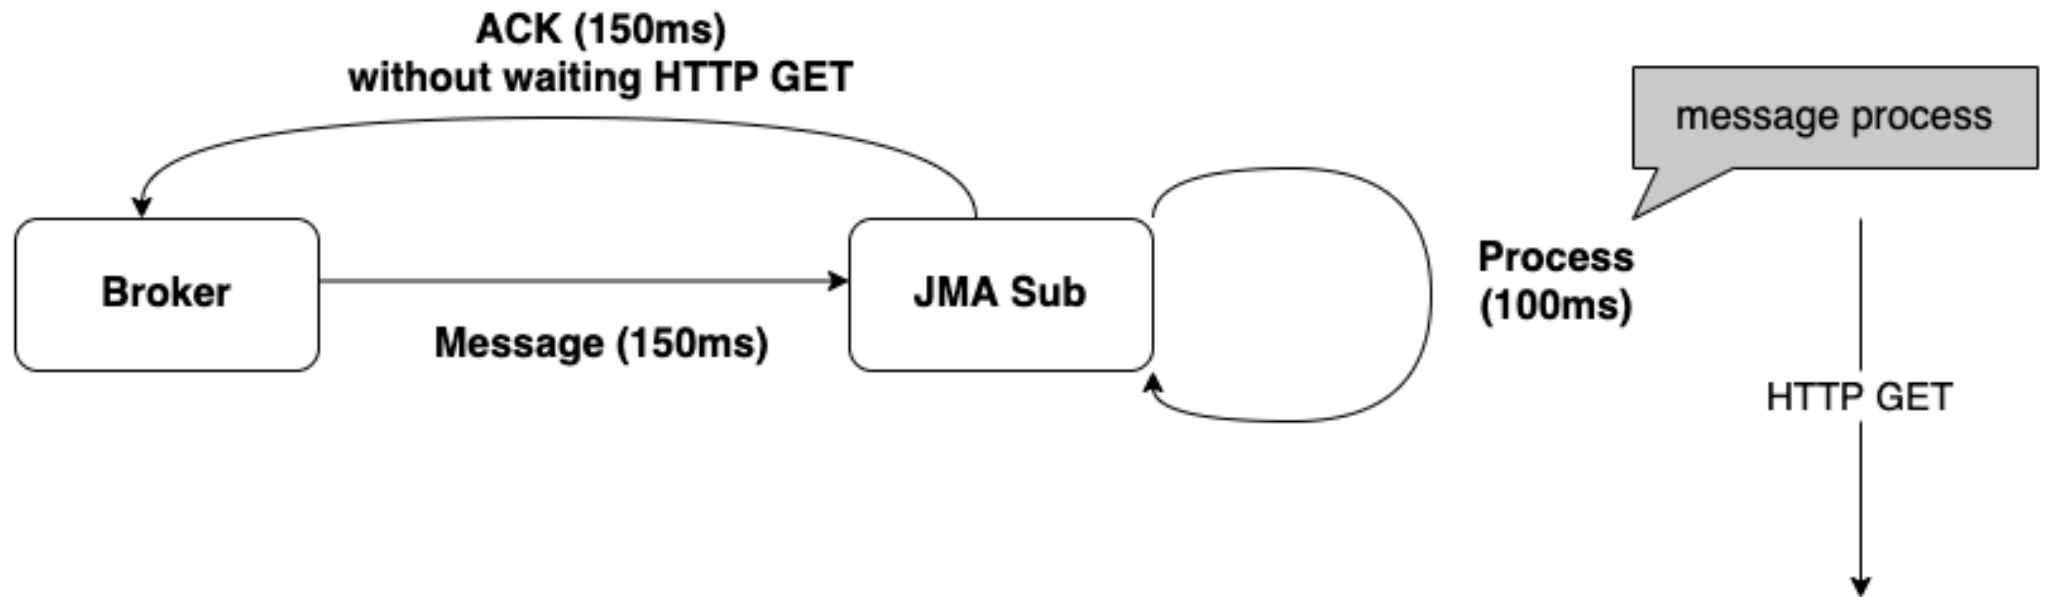 ACK (150ms)
without waiting HTTP GET
message process
Broker
JMA Sub
Process
(100ms)
Message (150ms)
HTTP GET